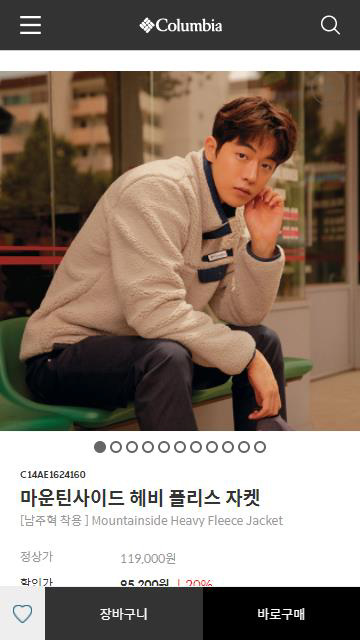 Columbia
C14AE1624160
마운틴사이드 헤비 플리스 자켓
[남주혁 착용 ] Mountainside Heavy Fleece Jacket
정상가 119,000원
할인가 95,200원 | 20%
장바구니 바로구매